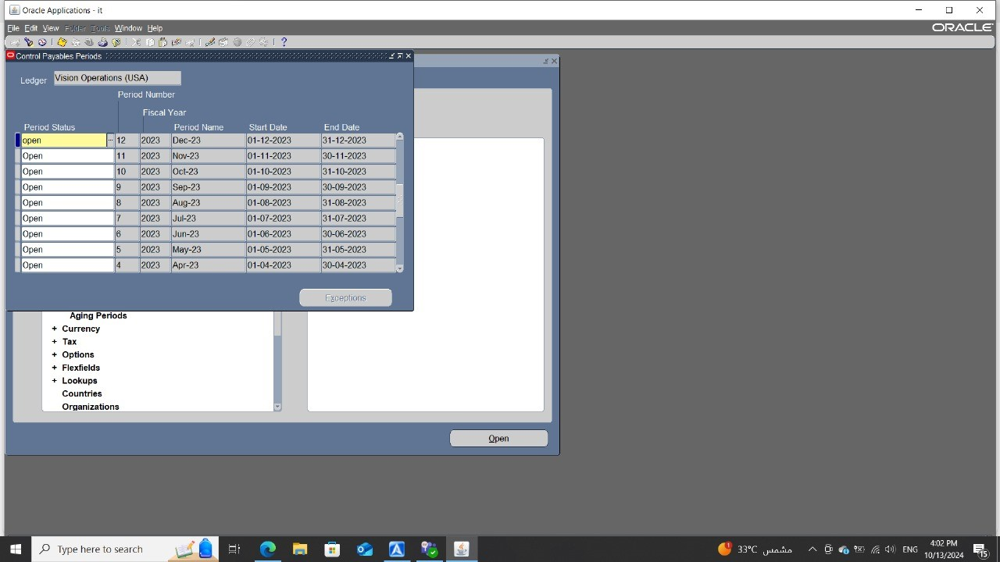 Oracle Applications - it
File Edit View Folder Tools Window Help
ORACLE
Control Payables Periods
Ledger Vision Operations (USA)
Period Number
Fiscal Year
Period Status Period Name Start Date End Date
open 12 2023 Dec-23 01-12-2023 31-12-2023
Open 11 2023 Nov-23 01-11-2023 30-11-2023
Open 10 2023 Oct-23 01-10-2023 31-10-2023
Open 9 2023 Sep-23 01-09-2023 30-09-2023
Open 8 2023 Aug-23 01-08-2023 31-08-2023
Open 7 2023 Jul-23 01-07-2023 31-07-2023
Open 6 2023 Jun-23 01-06-2023 30-06-2023
Open 5 2023 May-23 01-05-2023 31-05-2023
Open 4 2023 Apr-23 01-04-2023 30-04-2023
Exceptions
Aging Periods
+ Currency
+ Tax
+ Options
+ Flexfields
+ Lookups
Countries
Organizations
Open
Type here to search
1
33°C مشمس
ENG
4:02 PM
10/13/2024
15